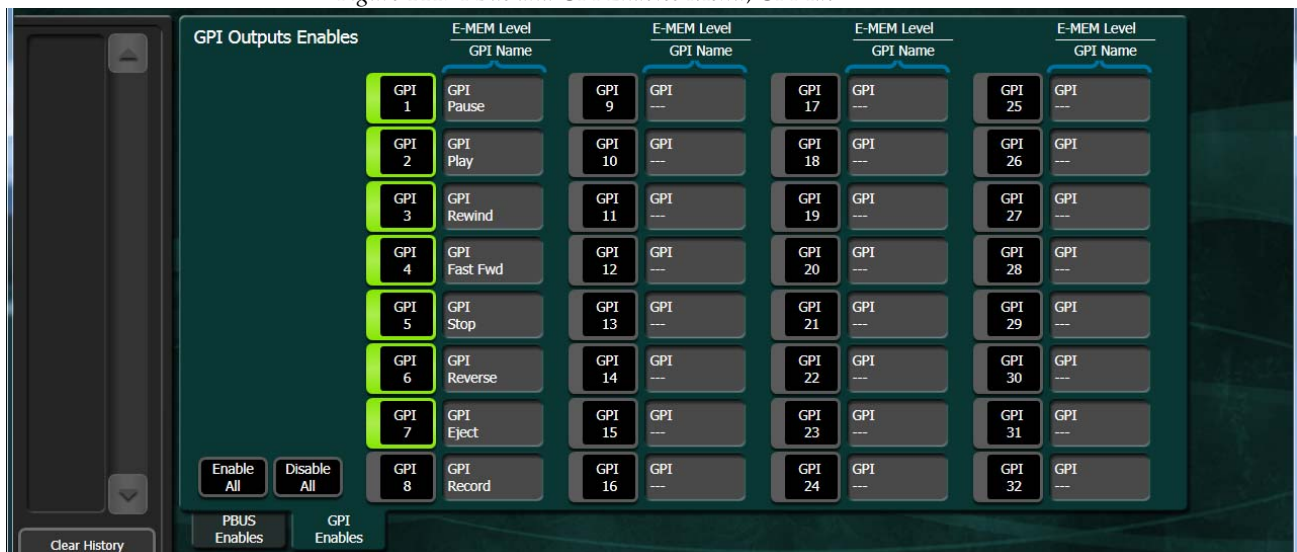 GPI Outputs Enables
E-MEM Level
GPI Name
E-MEM Level
GPI Name
E-MEM Level
GPI Name
E-MEM Level
GPI Name
GPI 1
GPI Pause
GPI 9
GPI ---
GPI 17
GPI ---
GPI 25
GPI ---
GPI 2
GPI Play
GPI 10
GPI ---
GPI 18
GPI ---
GPI 26
GPI ---
GPI 3
GPI Rewind
GPI 11
GPI ---
GPI 19
GPI ---
GPI 27
GPI ---
GPI 4
GPI Fast Fwd
GPI 12
GPI ---
GPI 20
GPI ---
GPI 28
GPI ---
GPI 5
GPI Stop
GPI 13
GPI ---
GPI 21
GPI ---
GPI 29
GPI ---
GPI 6
GPI Reverse
GPI 14
GPI ---
GPI 22
GPI ---
GPI 30
GPI ---
GPI 7
GPI Eject
GPI 15
GPI ---
GPI 23
GPI ---
GPI 31
GPI ---
Enable All
Disable All
GPI 8
GPI Record
GPI 16
GPI ---
GPI 24
GPI ---
GPI 32
GPI ---
PBUS Enables
GPI Enables
Clear History